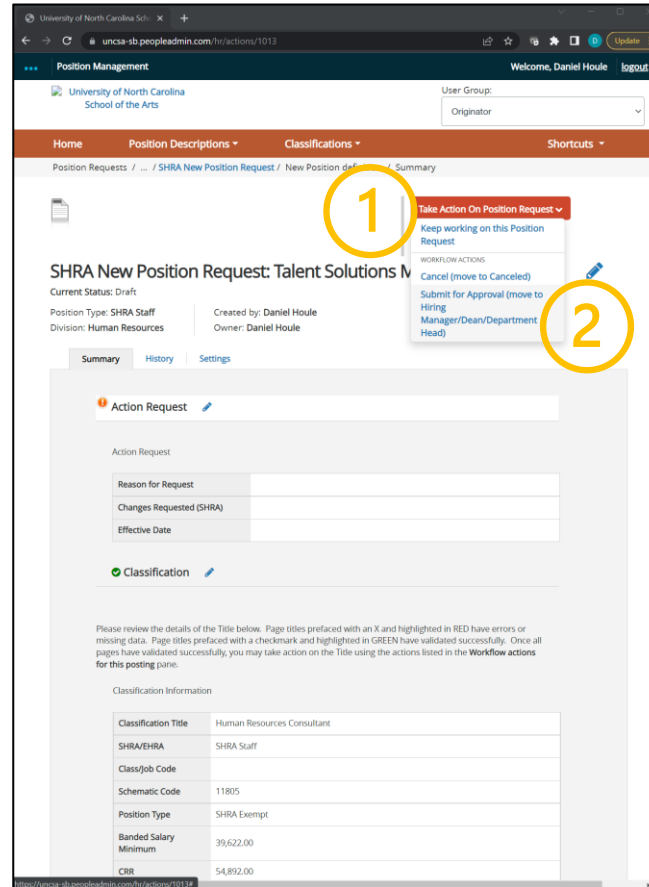 University of North Carolina Sch
uncsa-sb.peopleadmin.com/hr/actions/1013
D
Update
Position Management
Welcome, Daniel Houle
logout
University of North Carolina
School of the Arts
User Group:
Originator
Home
Position Descriptions
Classifications
Shortcuts
Position Requests / ... / SHRA New Position Request / New Position defi / Summary
1
Take Action On Position Request
Keep working on this Position
Request
WORKFLOW ACTIONS
Cancel (move to Canceled)
Submit for Approval (move to
Hiring
Manager/Dean/Department
Head)
2
SHRA New Position Request: Talent Solutions M
Current Status: Draft
Position Type: SHRA Staff
Created by: Daniel Houle
Division: Human Resources
Owner: Daniel Houle
Summary
History
Settings
Action Request
Action Request
Reason for Request
Changes Requested (SHRA)
Effective Date
Classification
Please review the details of the Title below. Page titles prefaced with an X and highlighted in RED have errors or
missing data. Page titles prefaced with a checkmark and highlighted in GREEN have validated successfully. Once all
pages have validated successfully, you may take action on the Title using the actions listed in the Workflow actions
for this posting pane.
Classification Information
Classification Title Human Resources Consultant
SHRA/EHRA SHRA Staff
Class/Job Code
Schematic Code 11805
Position Type SHRA Exempt
Banded Salary
Minimum 39,622.00
CRR 54,892.00
https://uncsa-sb.peopleadmin.com/hr/actions/1013#